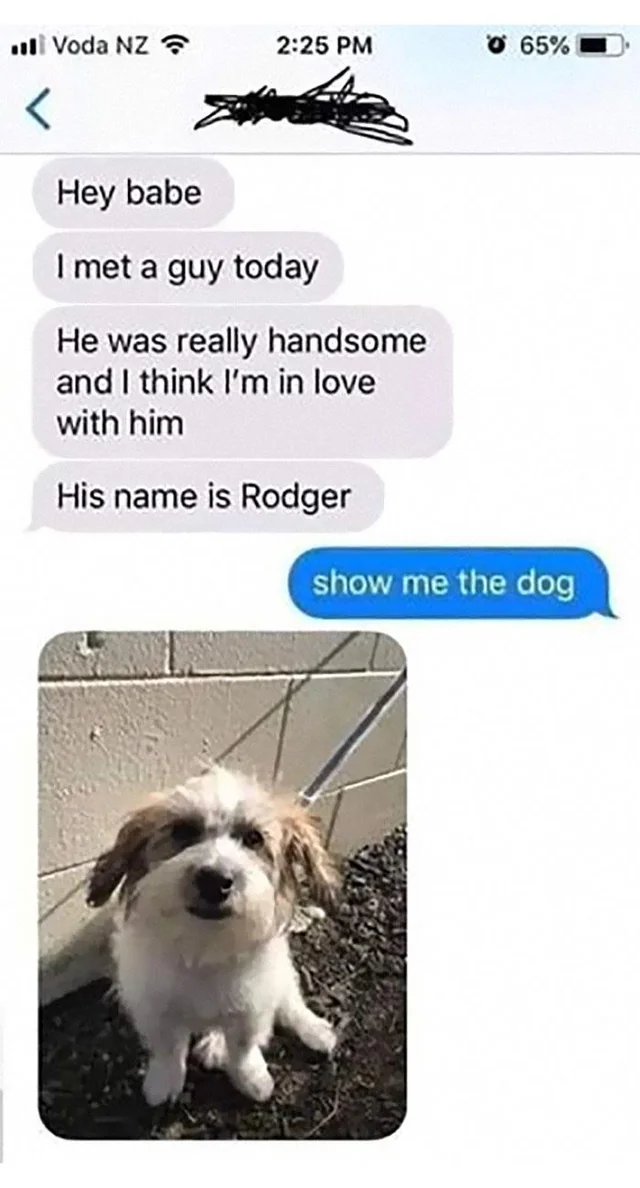 Voda NZ 2:25 PM 65%
Hey babe
I met a guy today
He was really handsome
and I think I'm in love
with him
His name is Rodger
show me the dog